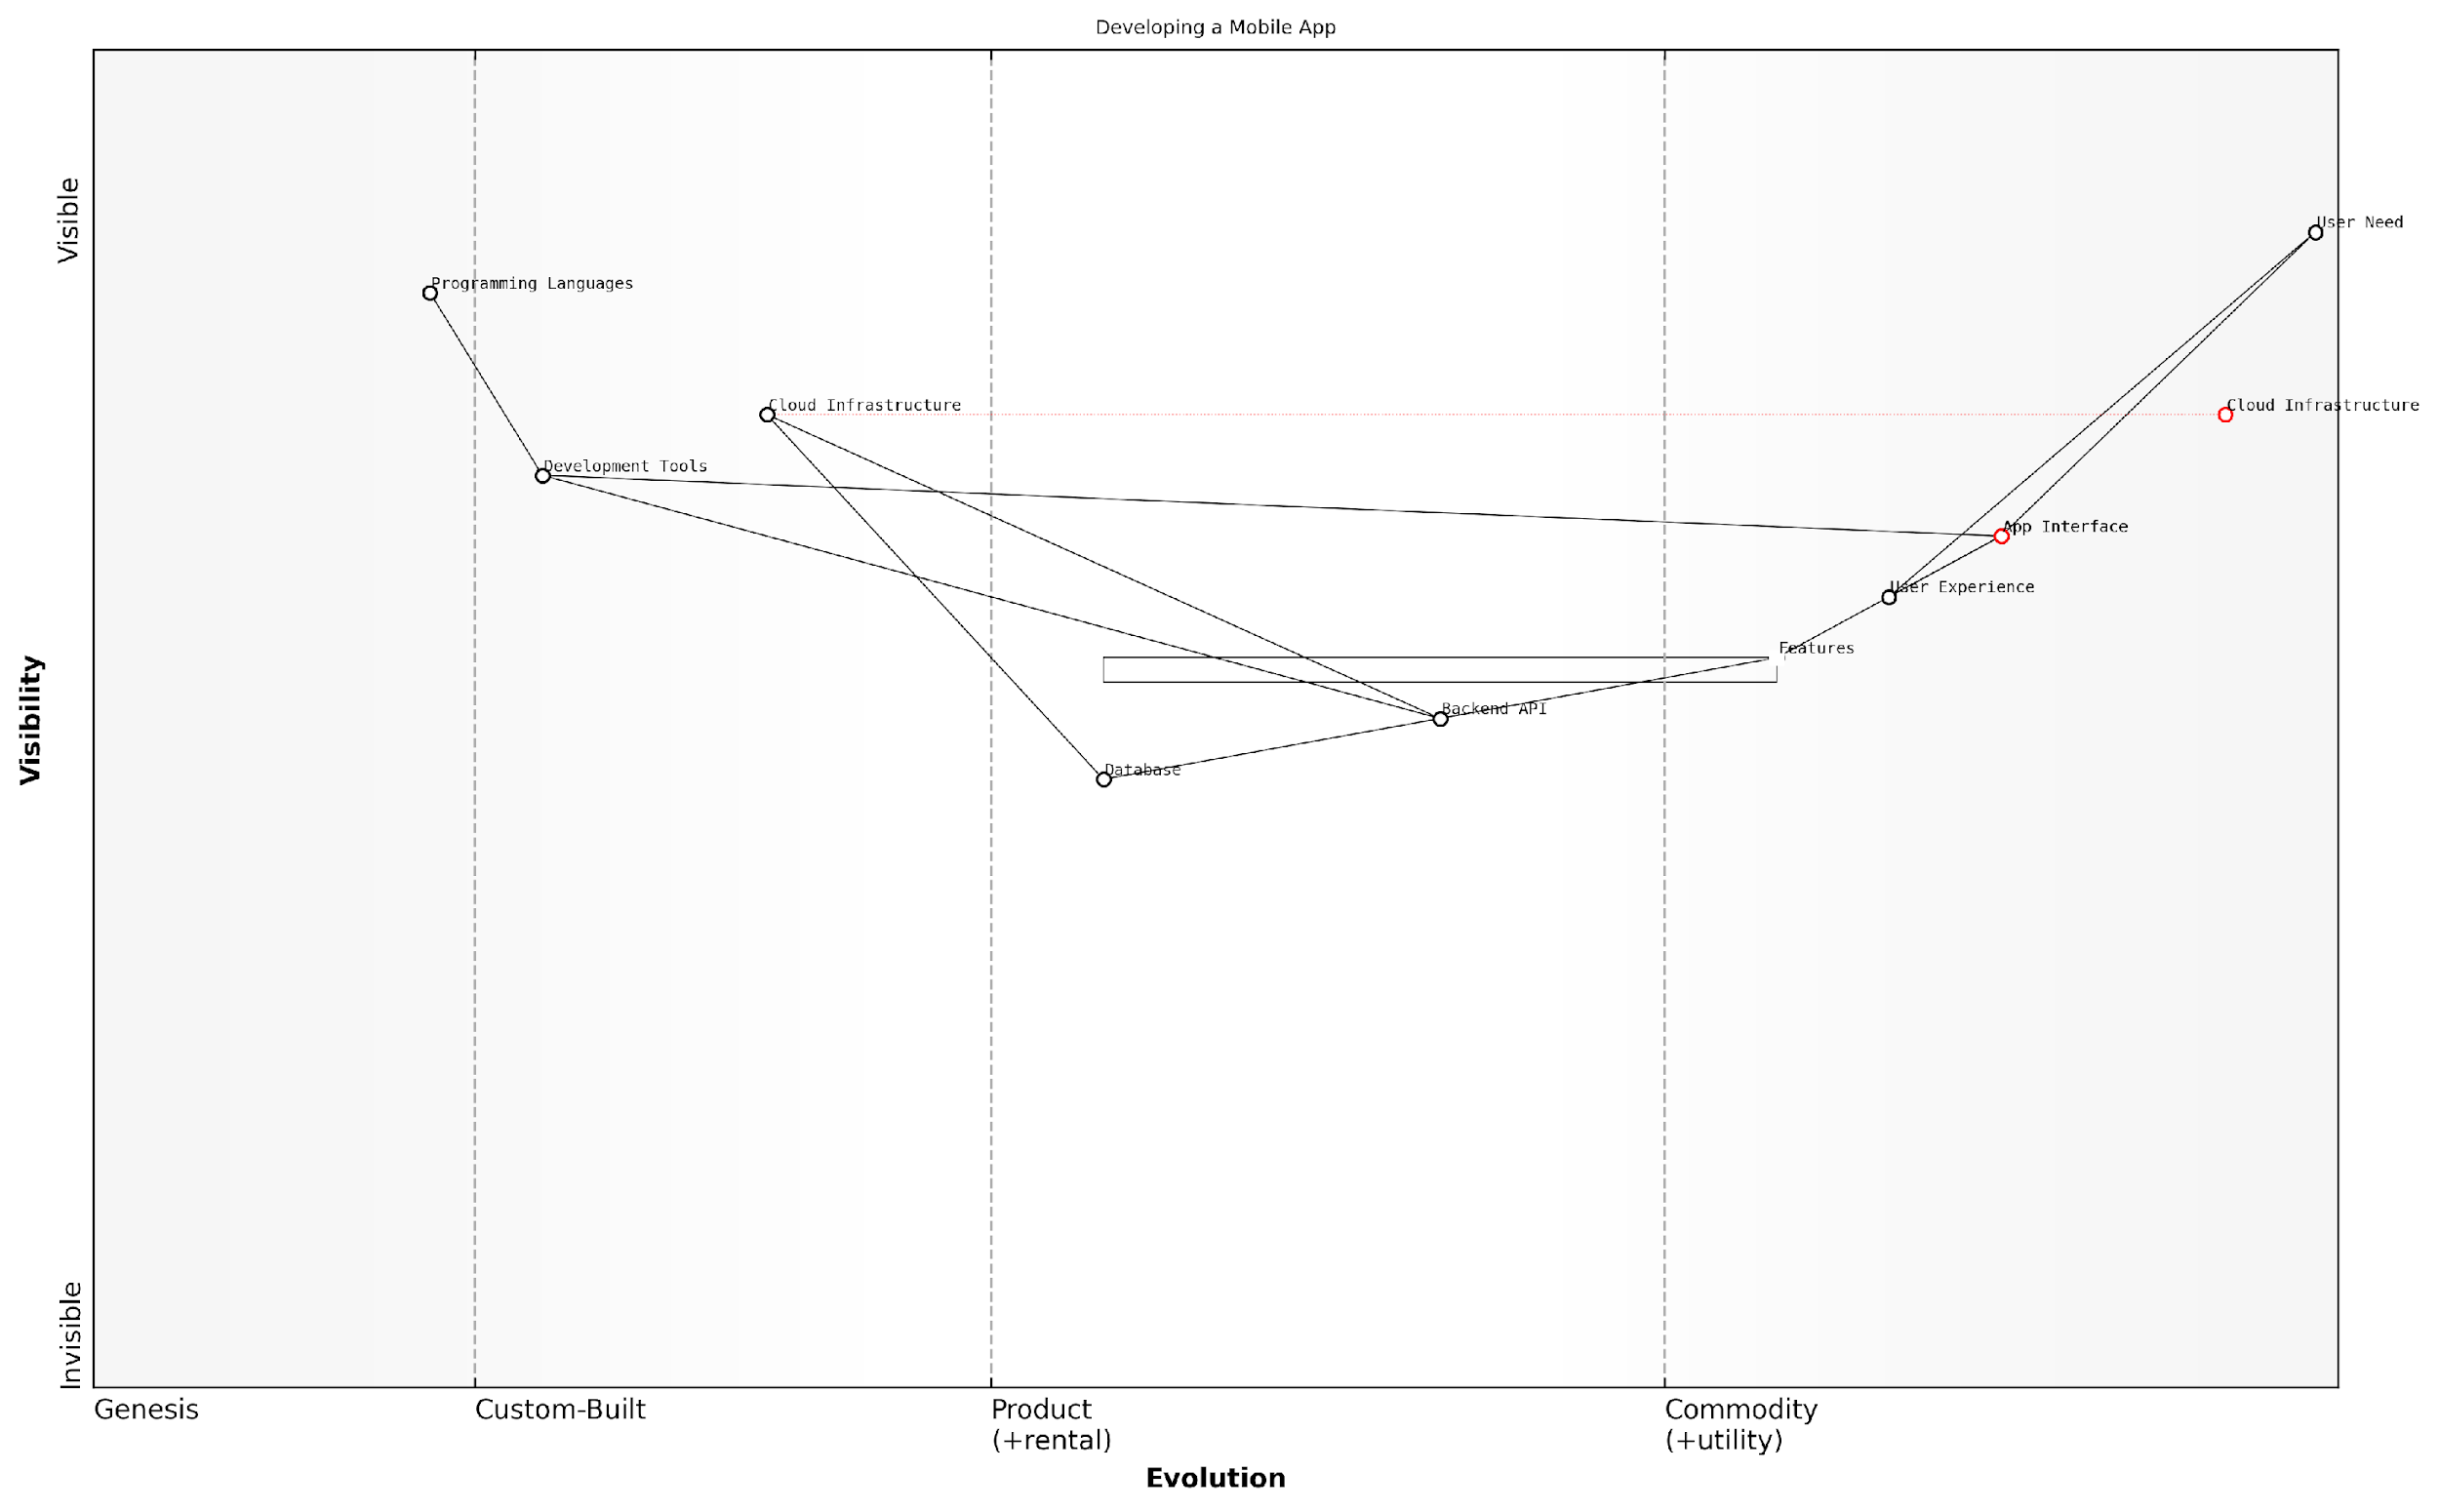 Developing a Mobile App
Visible
User Need
Programming Languages
Cloud Infrastructure
Cloud Infrastructure
Development Tools
App Interface
User Experience
Features
Backend API
Database
Visibility
Invisible
Genesis
Custom-Built
Product
(+rental)
Commodity
(+utility)
Evolution